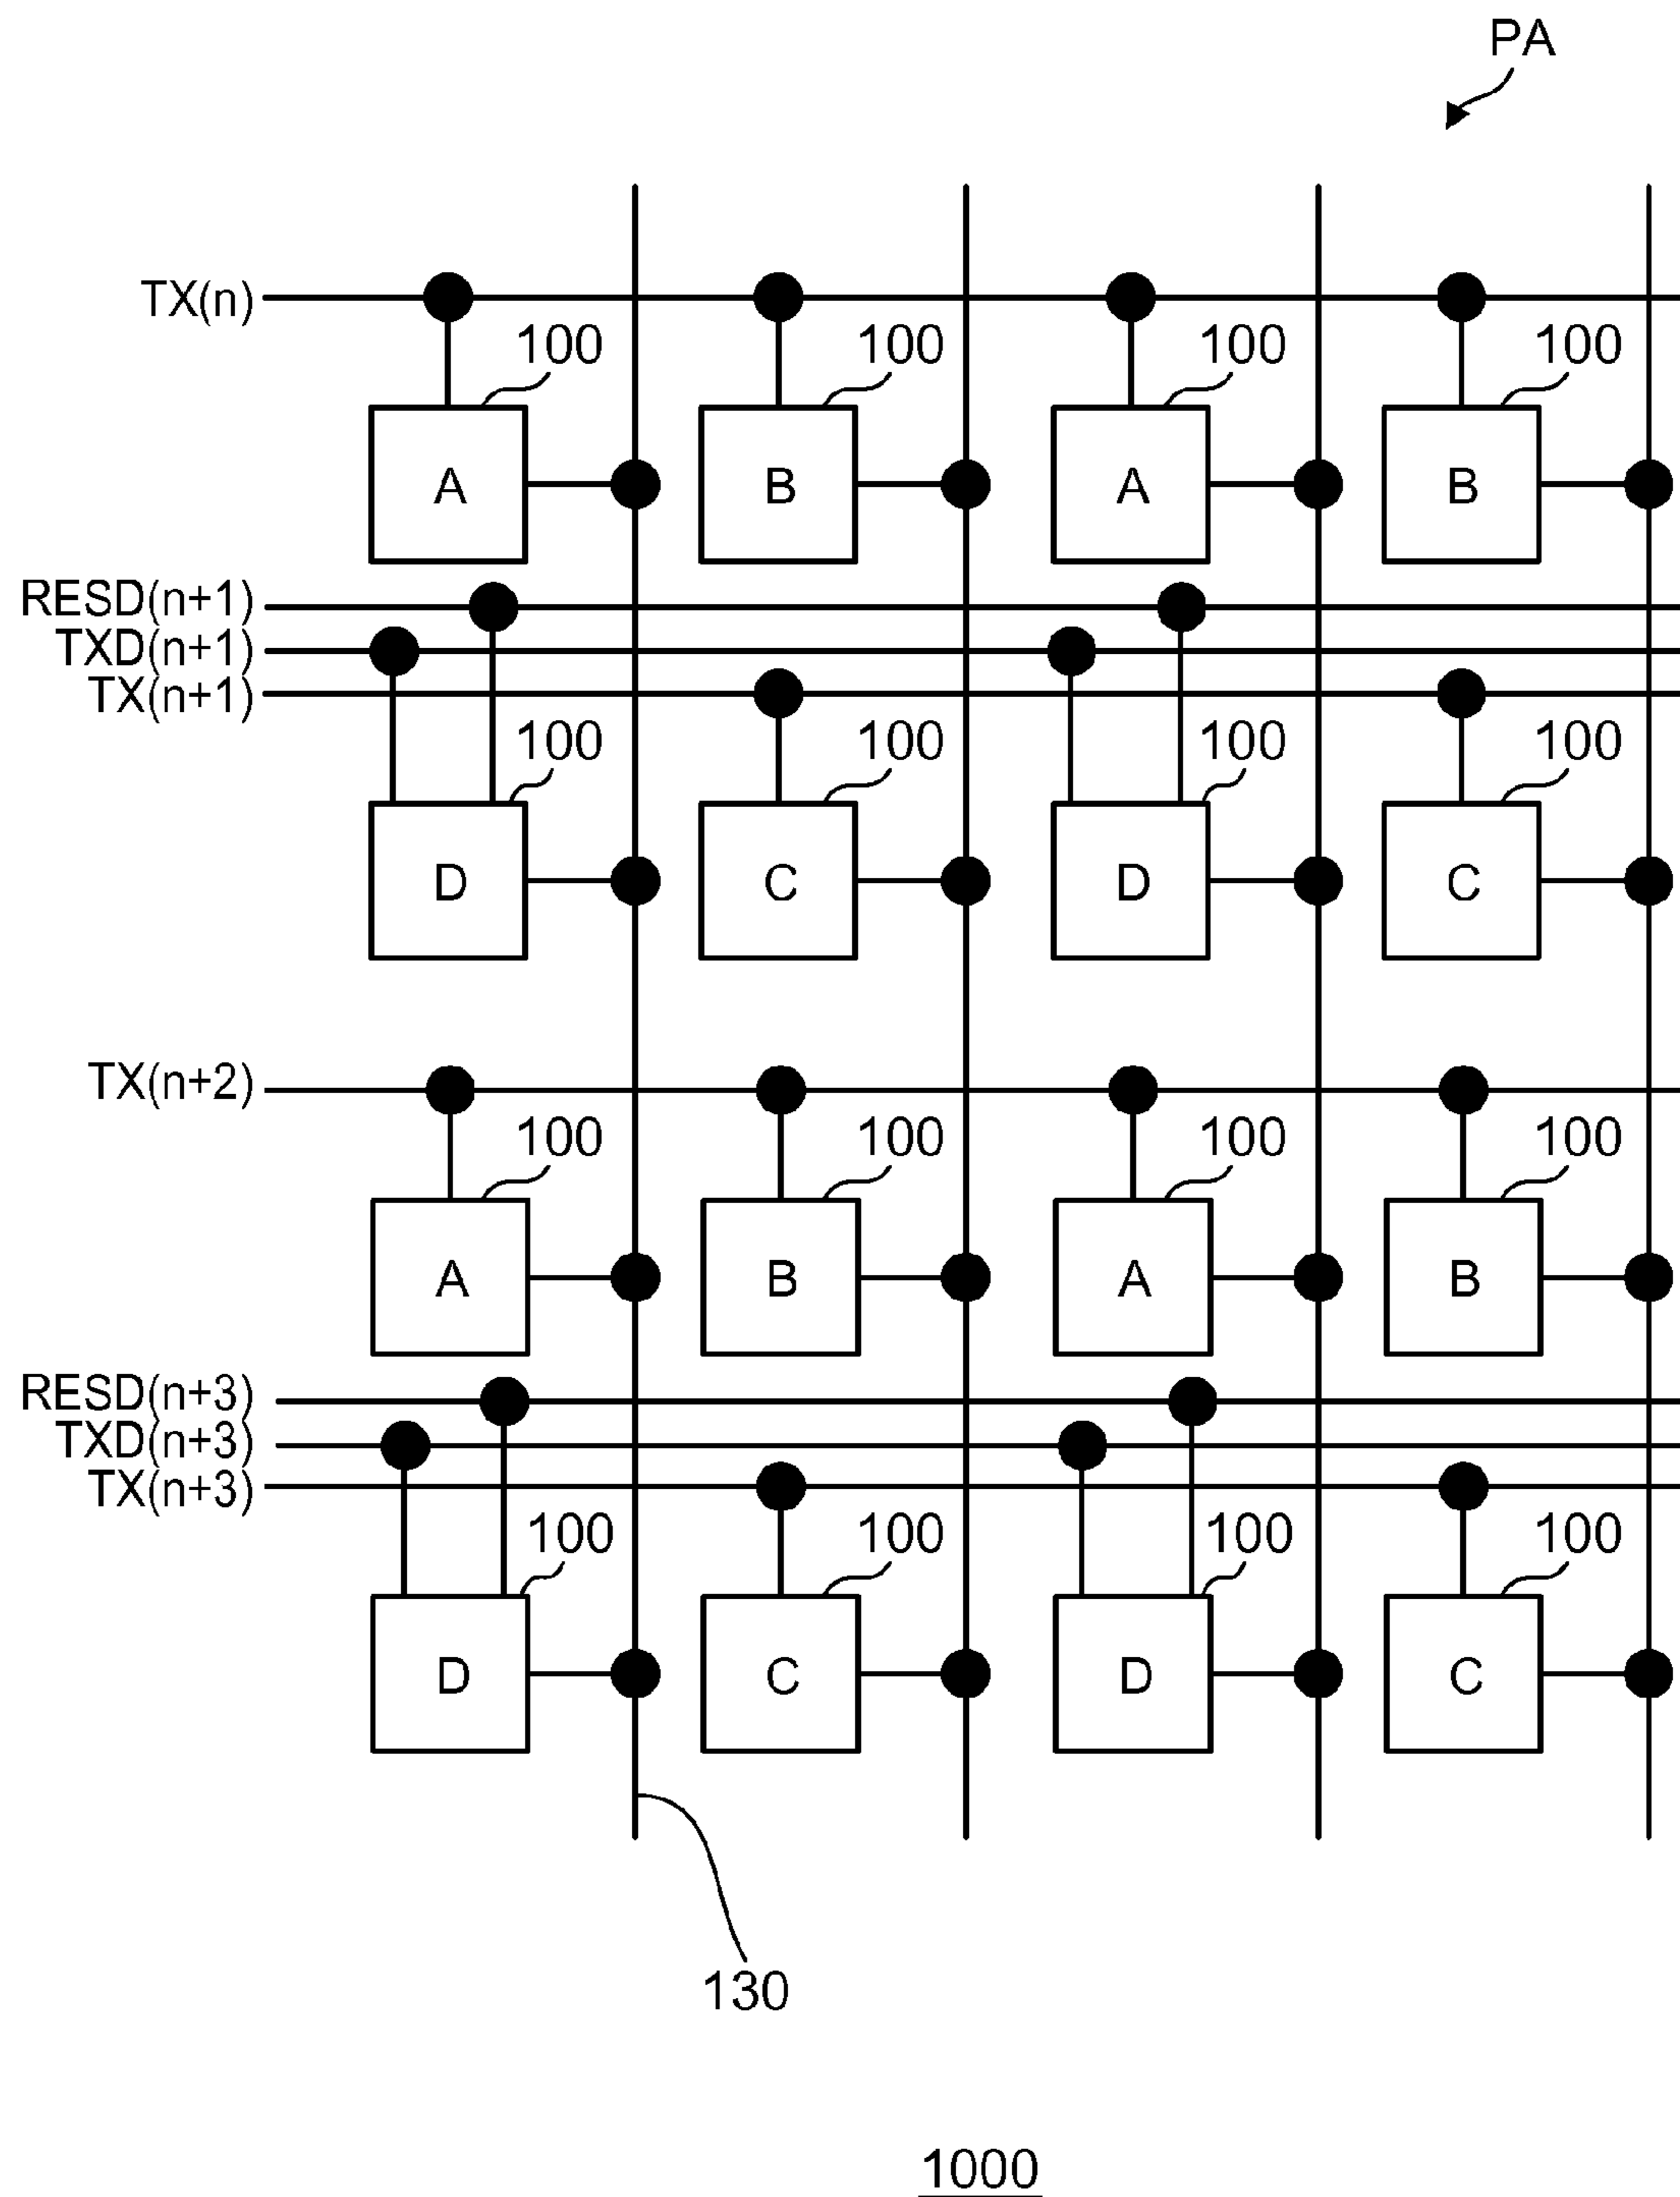 PA
TX(n)
100 100 100 100
A B A B
RESD(n+1)
TXD(n+1)
TX(n+1)
100 100 100 100
D C D C
TX(n+2)
100 100 100 100
A B A B
RESD(n+3)
TXD(n+3)
TX(n+3)
100 100 100 100
D C D C
130
1000